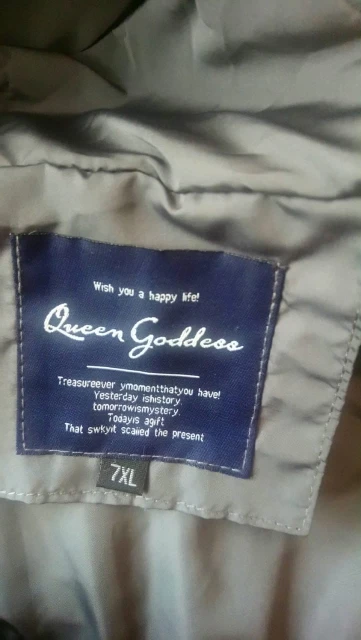 Wish you a happy life!
Queen Goddess
Treasureever ymomentthatyou have!
Yesterday ishistory
tomorrowismystery.
Todayis agift
That swkyit scalled the present
7XL